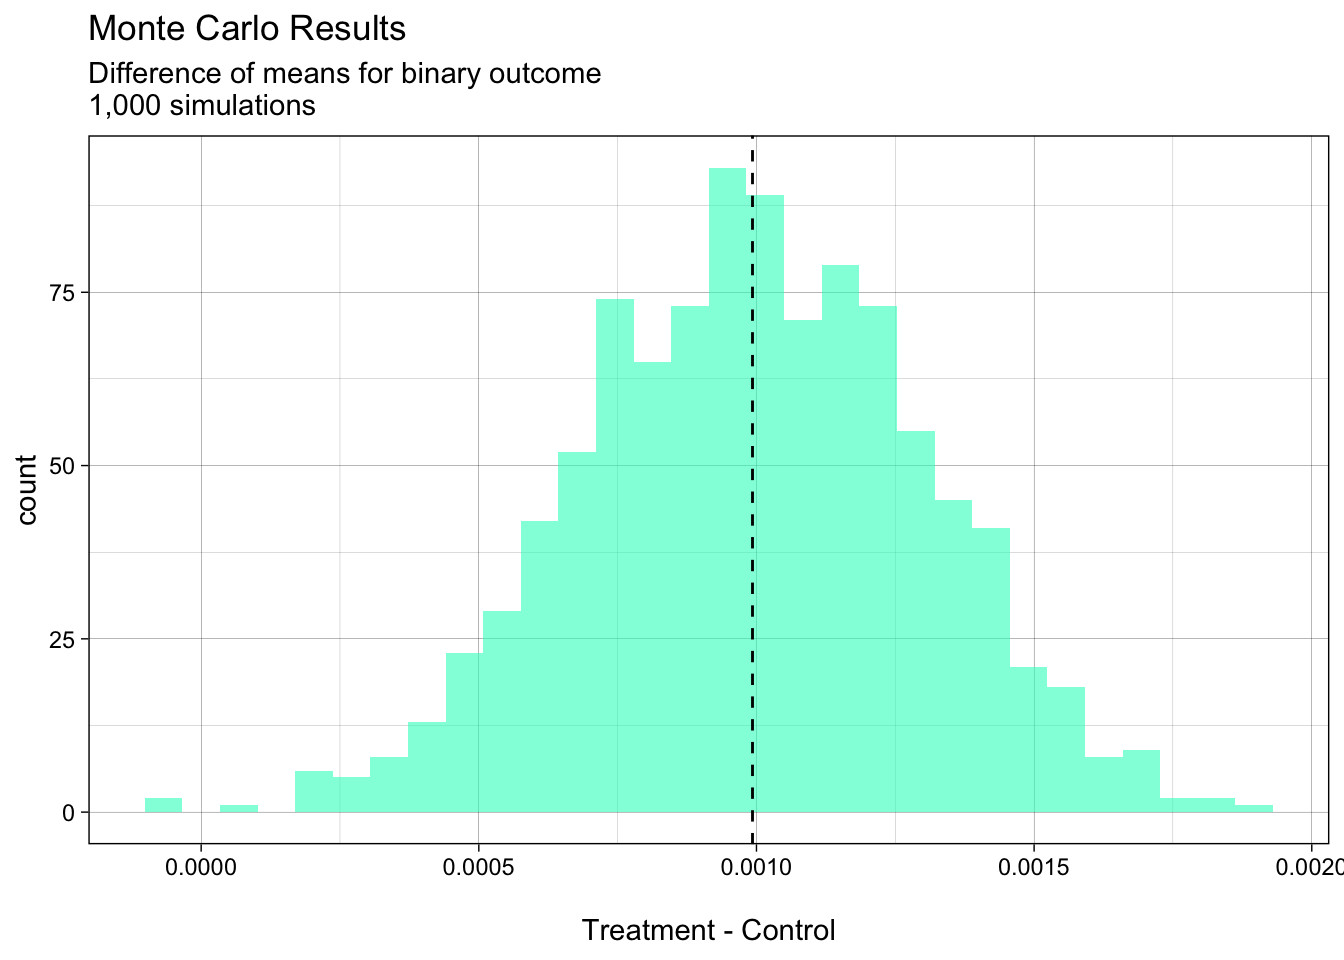 Monte Carlo Results
Difference of means for binary outcome
1,000 simulations
count
75
50
25
0
0.0000
0.0005
0.0010
0.0015
0.0020
Treatment - Control